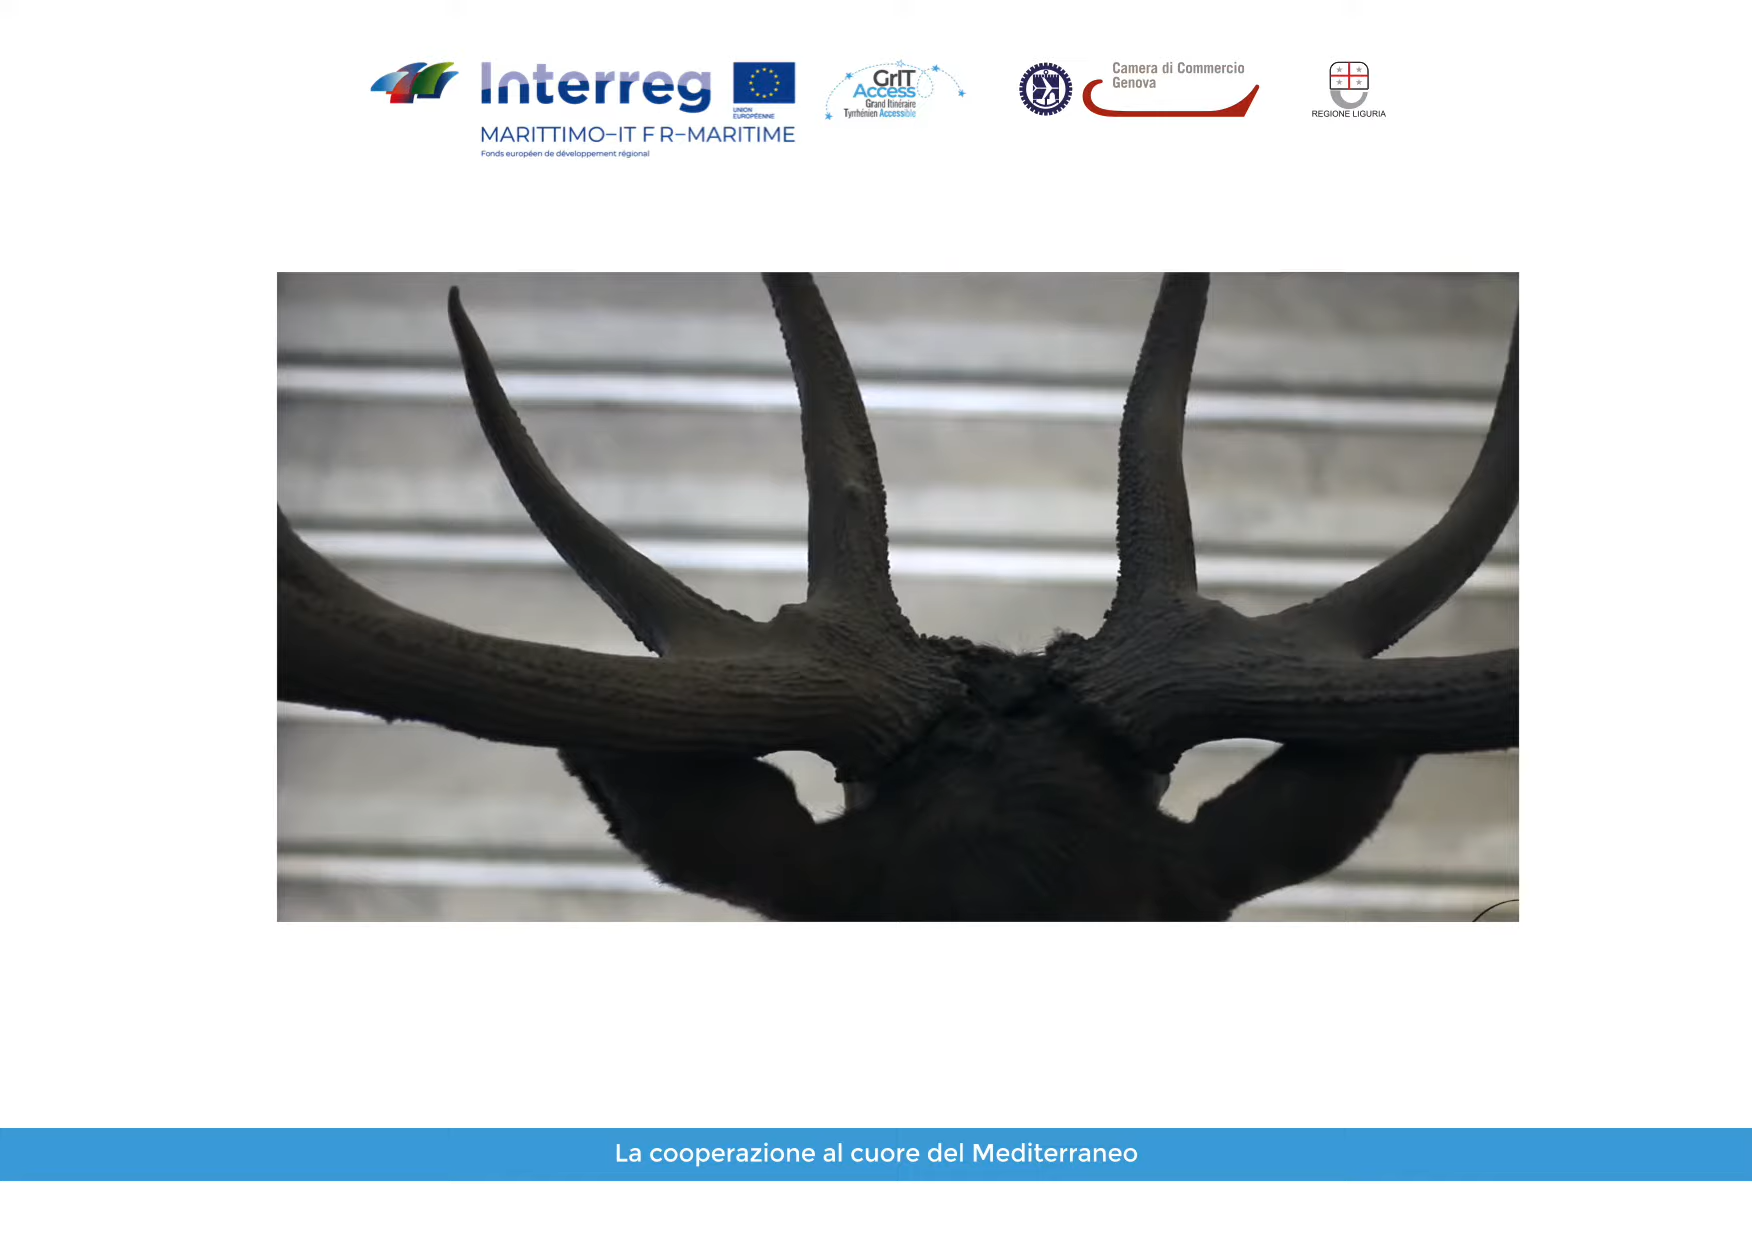 Interreg
UNION
EUROPÉENNE
MARITTIMO-IT FR-MARITIME
Fonds européen de développement régional
GrIT
Access
Grand Itinéraire
Tyrrhénien Accessible
Camera di Commercio
Genova
REGIONE LIGURIA
La cooperazione al cuore del Mediterraneo